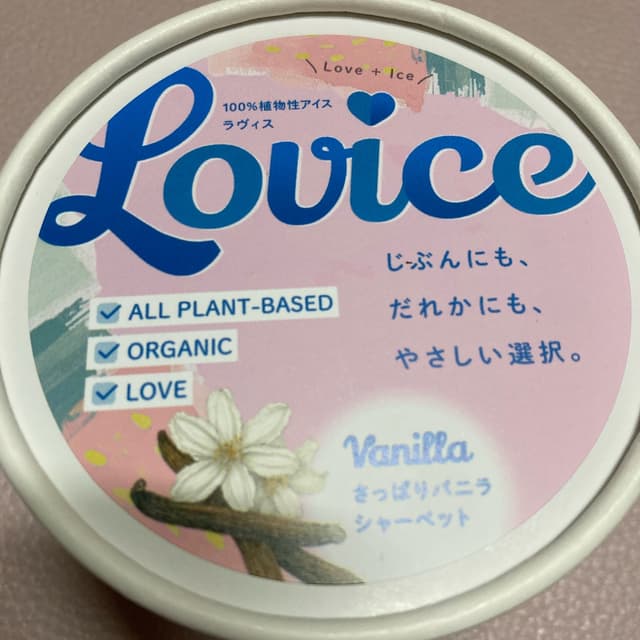 Love + Ice
100%植物性アイス
ラヴィス
Lovice
じぶんにも、
だれかにも、
やさしい選択。
ALL PLANT-BASED
ORGANIC
LOVE
Vanilla
さっぱりバニラ
シャーベット